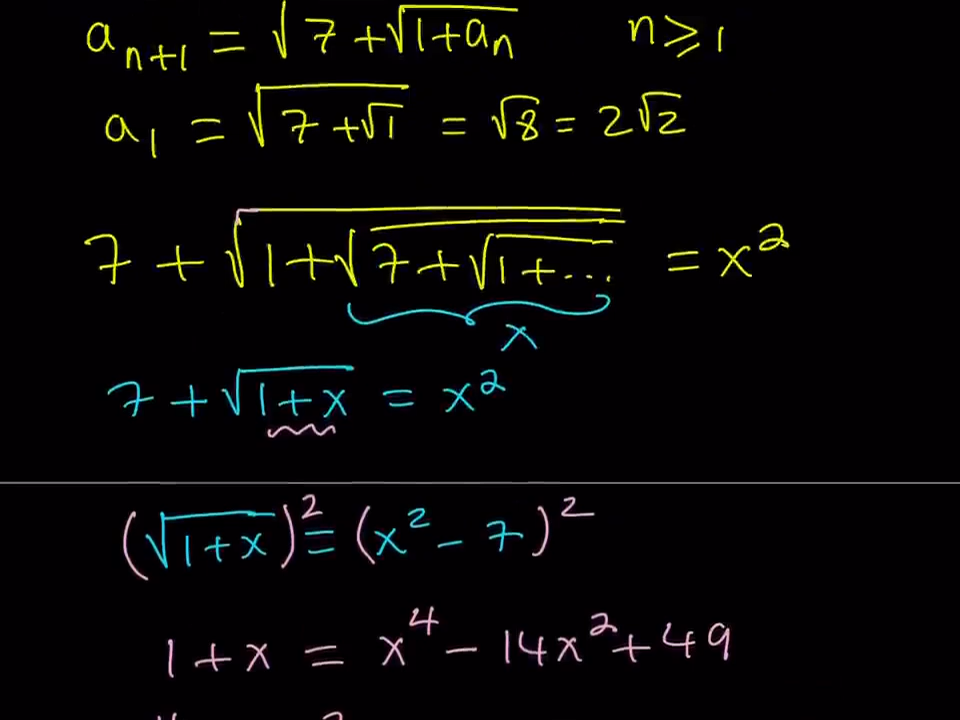 a_{n+1} = √(7 + √(1 + a_n)) n ≥ 1
a_1 = √(7 + √1) = √8 = 2√2
7 + √(1 + √(7 + √(1 + ...))) = x²
x
7 + √(1 + x) = x²
(√(1 + x))² = (x² - 7)²
1 + x = x⁴ - 14x² + 49